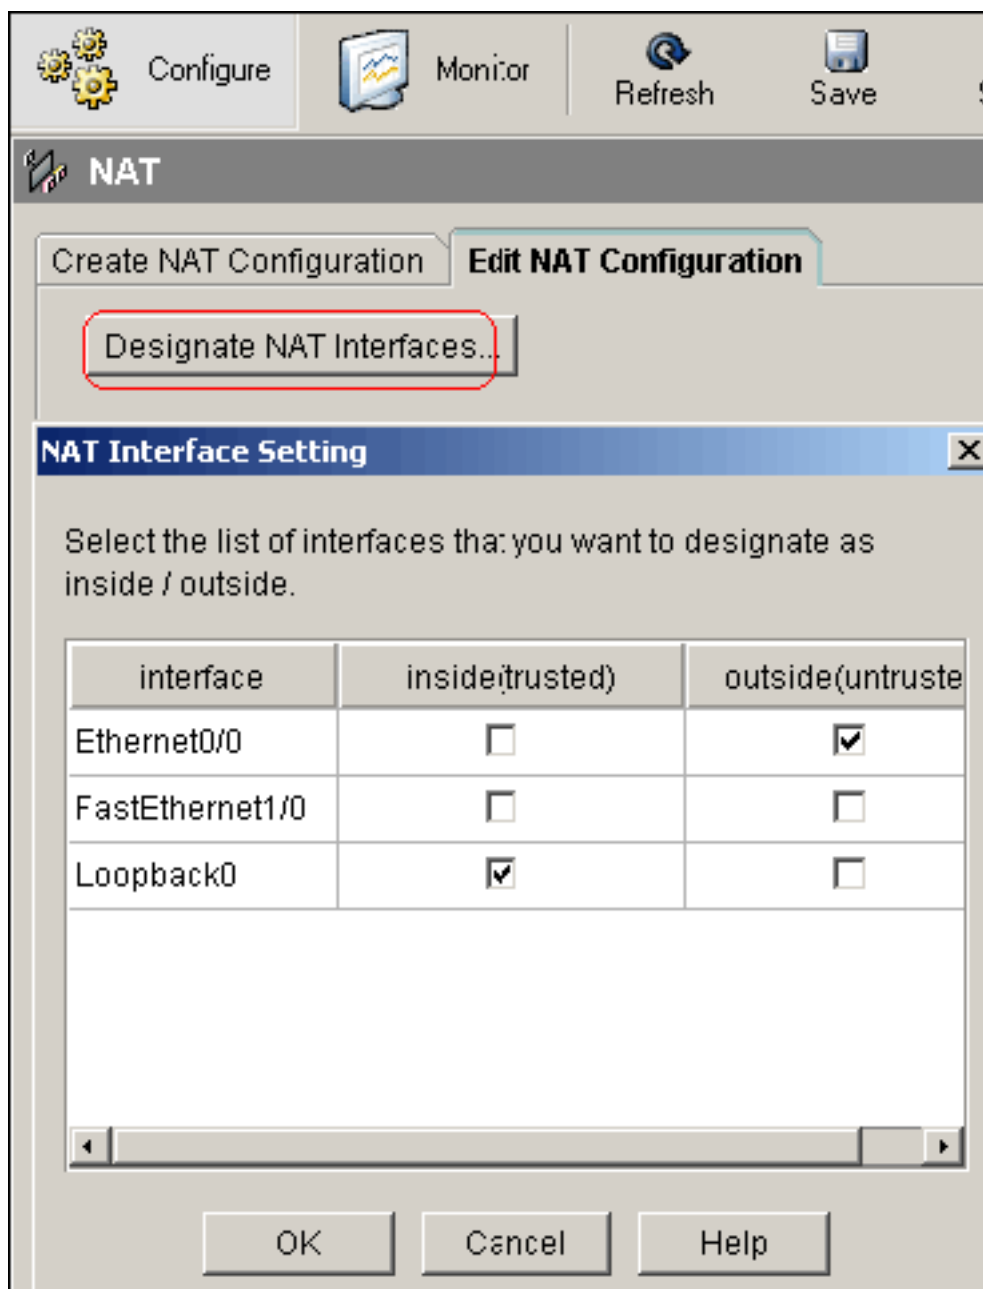 Configure Monitor Refresh Save
NAT
Create NAT Configuration Edit NAT Configuration
Designate NAT Interfaces...
NAT Interface Setting
Select the list of interfaces that you want to designate as
inside / outside.
interface inside(trusted) outside(untruste
Ethernet0/0
FastEthernet1/0
Loopback0
OK Cancel Help